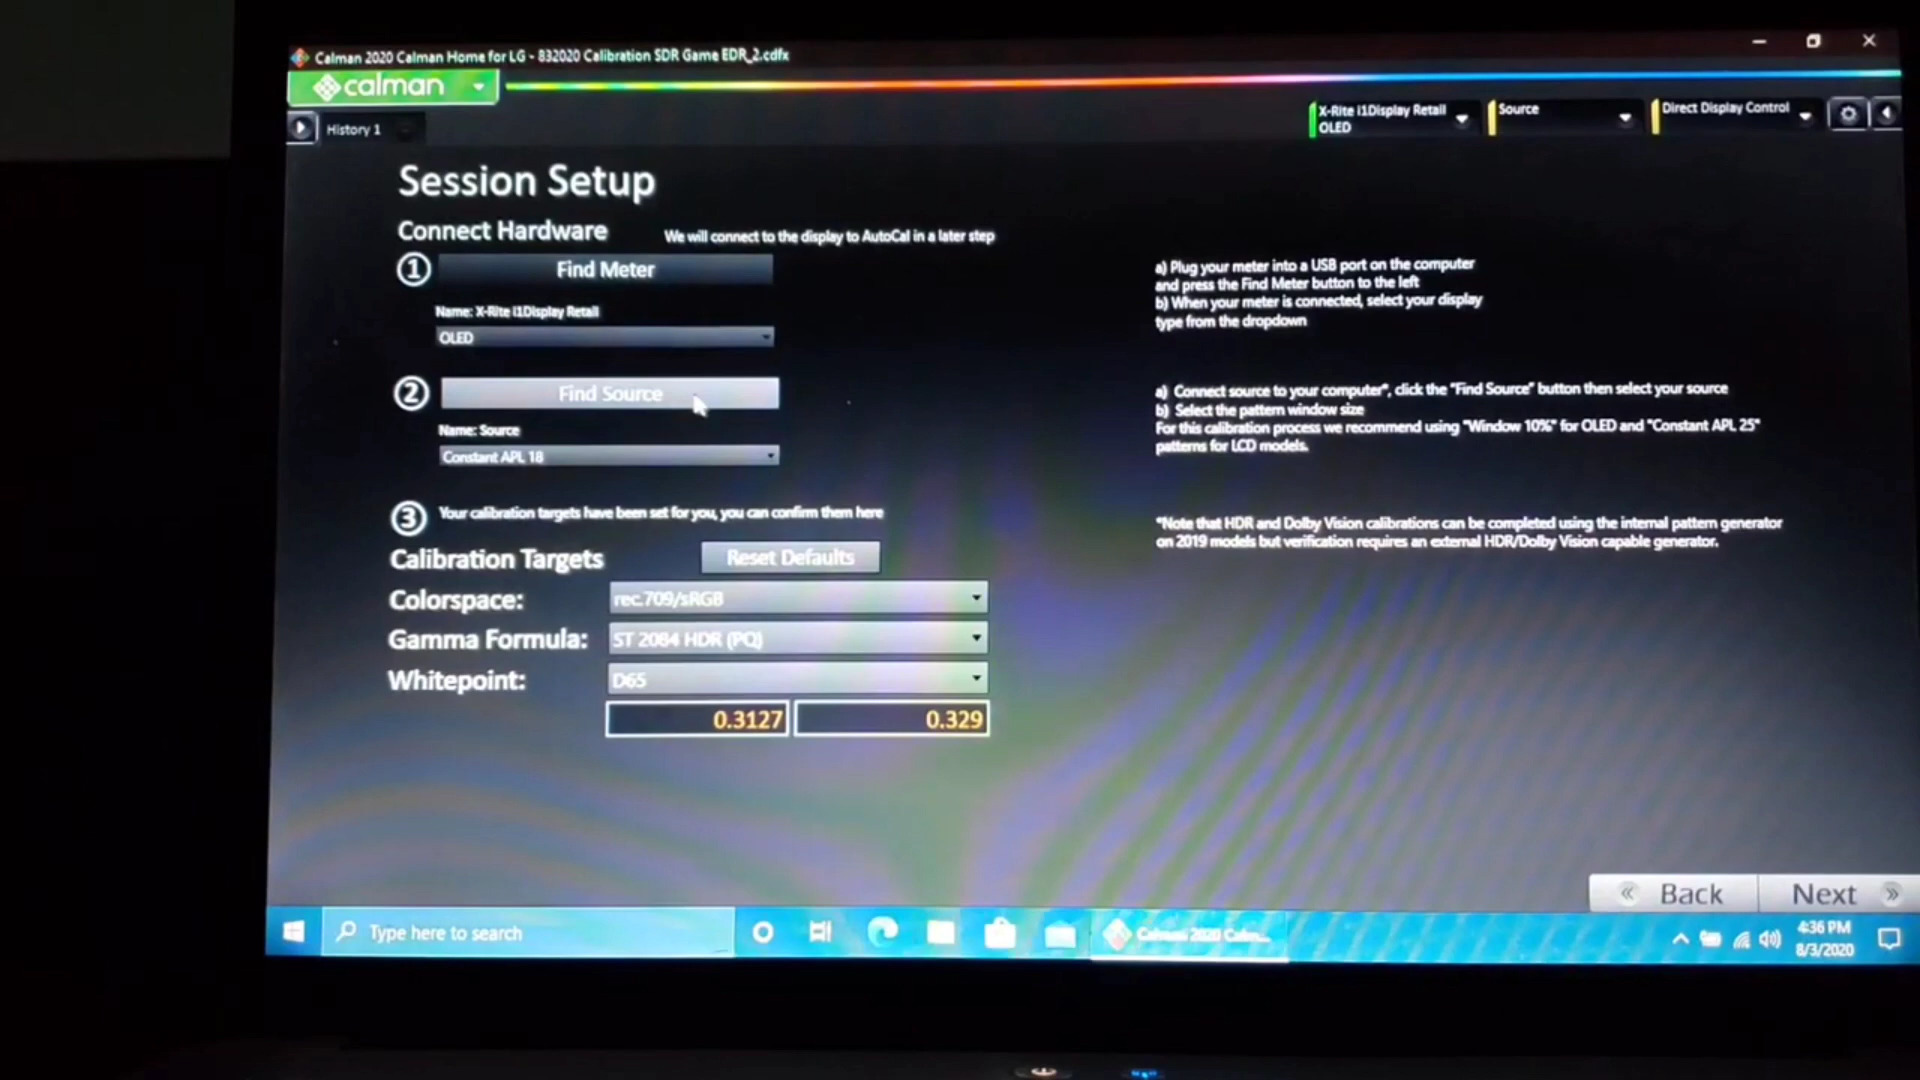 Calman 2020 Calman Home for LG - 832020 Calibration SDR Game EDR_2.cdfx
calman
History 1
X-Rite i1Display Retail
OLED
Source
Direct Display Control
Session Setup
Connect Hardware
We will connect to the display to AutoCal in a later step
1 Find Meter
Name: X-Rite i1Display Retail
OLED
a) Plug your meter into a USB port on the computer
and press the Find Meter button to the left
b) When your meter is connected, select your display
type from the dropdown
2 Find Source
Name: Source
Constant APL 18
a) Connect source to your computer*, click the "Find Source" button then select your source
b) Select the pattern window size
For this calibration process we recommend using "Window 10%" for OLED and "Constant APL 25"
patterns for LCD models.
3 Your calibration targets have been set for you, you can confirm them here
*Note that HDR and Dolby Vision calibrations can be completed using the internal pattern generator
on 2019 models but verification requires an external HDR/Dolby Vision capable generator.
Calibration Targets
Reset Defaults
Colorspace: rec.709/sRGB
Gamma Formula: ST 2084 HDR (PQ)
Whitepoint: D65
0.3127 0.329
« Back
Next »
Type here to search
Calman 2020 Calm...
4:36 PM
8/3/2020